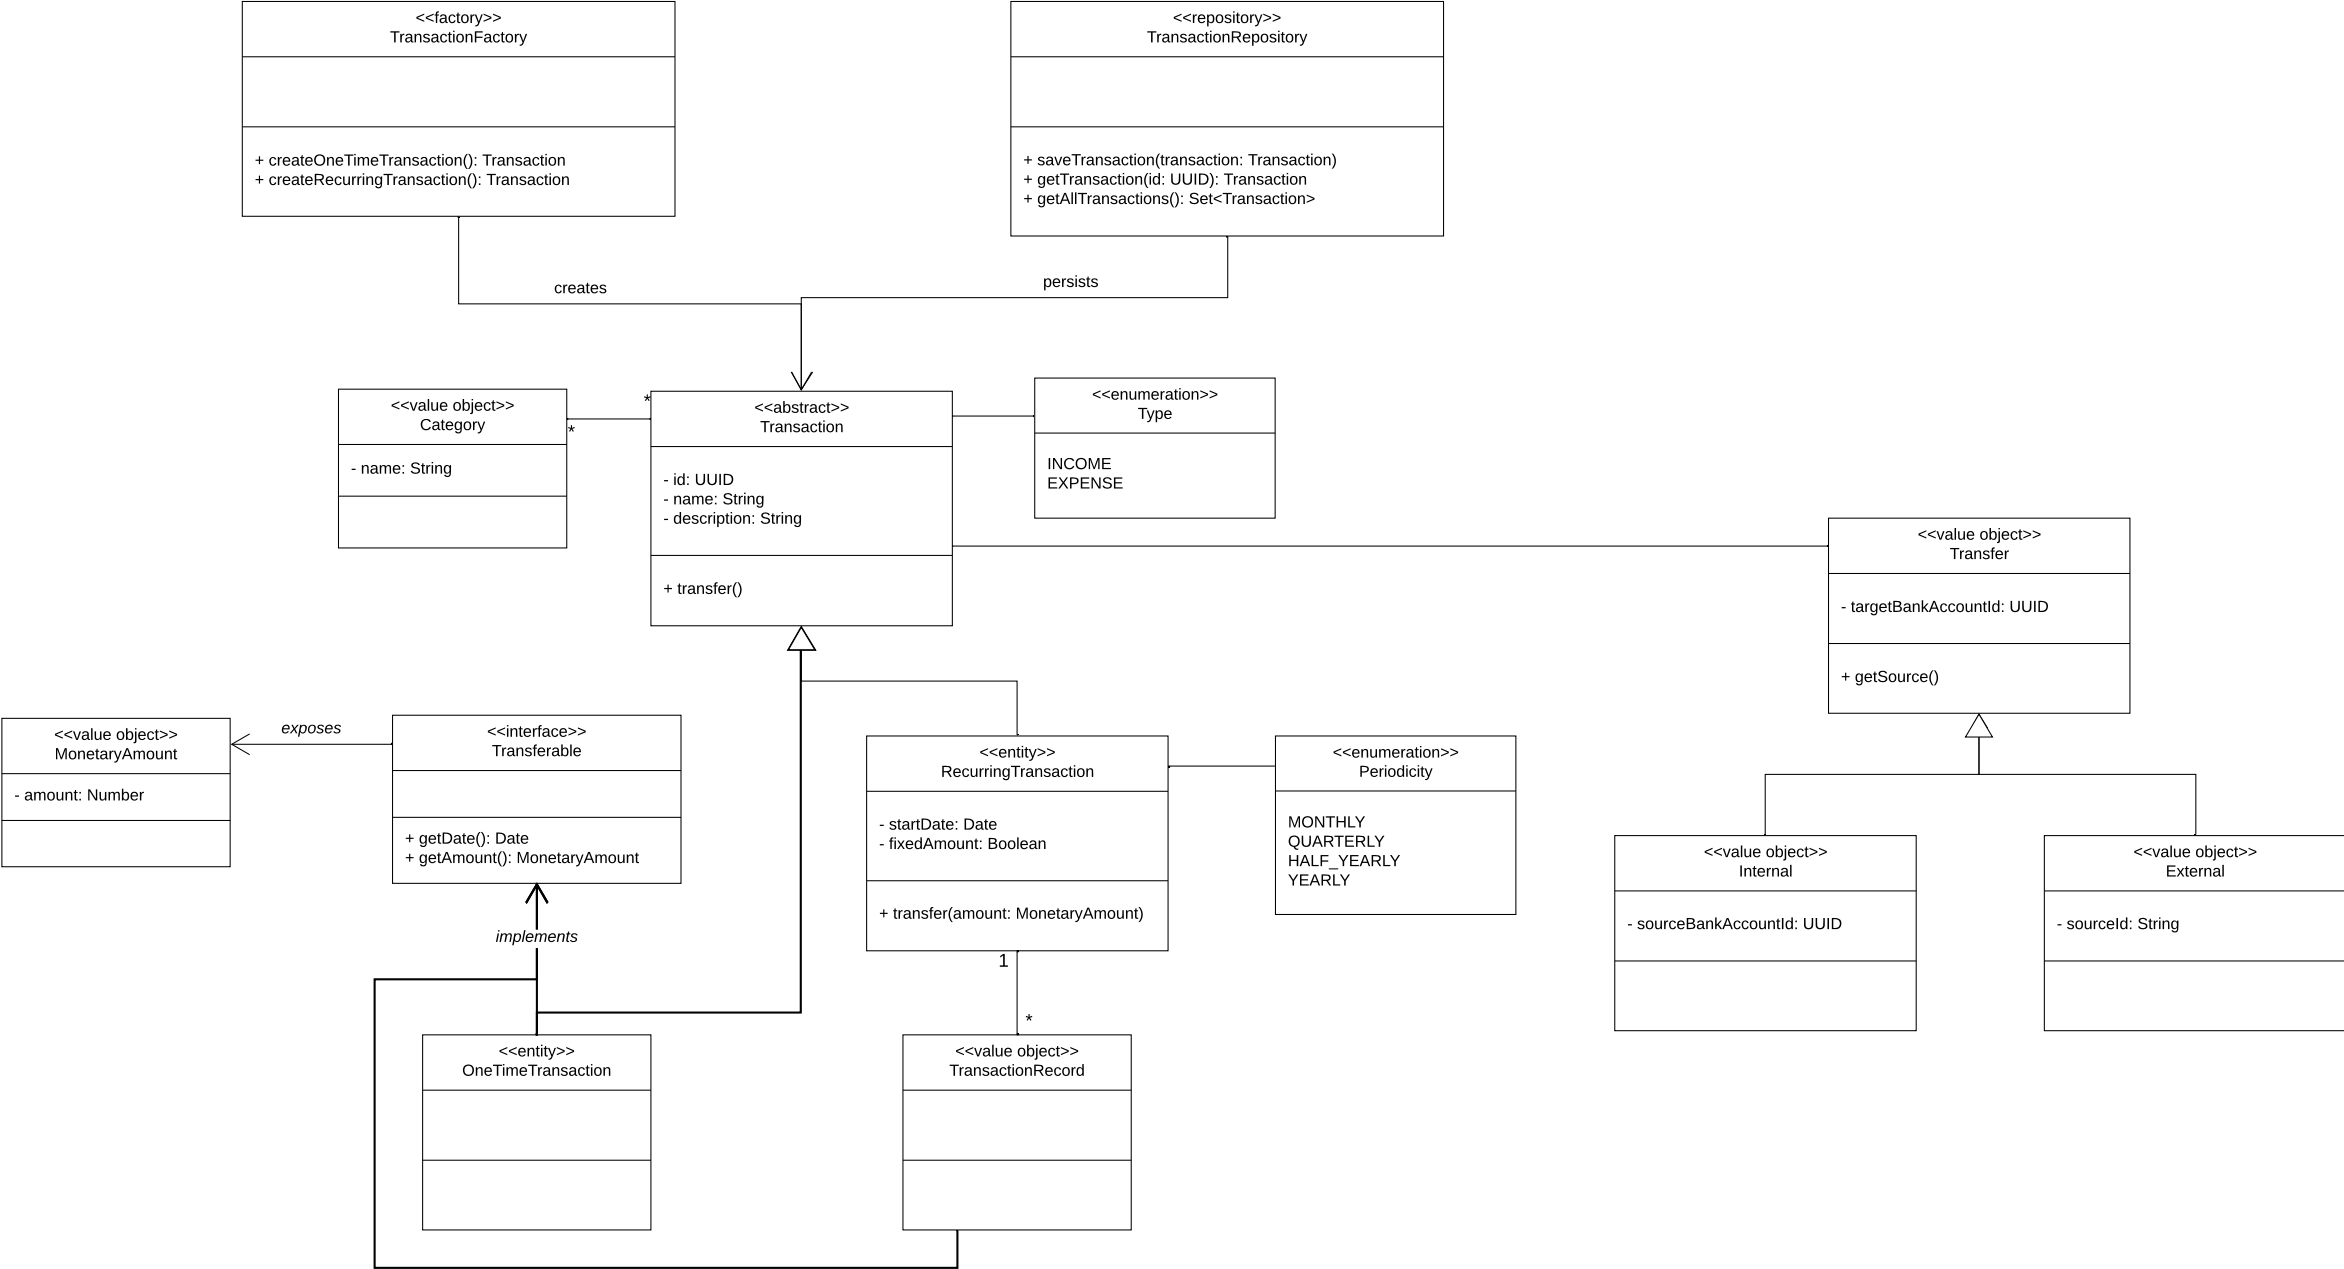 <<factory>>
TransactionFactory
+ createOneTimeTransaction(): Transaction
+ createRecurringTransaction(): Transaction
<<repository>>
TransactionRepository
+ saveTransaction(transaction: Transaction)
+ getTransaction(id: UUID): Transaction
+ getAllTransactions(): Set<Transaction>
creates
persists
<<value object>>
Category
- name: String
*
*
<<abstract>>
Transaction
- id: UUID
- name: String
- description: String
+ transfer()
<<enumeration>>
Type
INCOME
EXPENSE
<<value object>>
Transfer
- targetBankAccountId: UUID
+ getSource()
<<value object>>
MonetaryAmount
- amount: Number
exposes
<<interface>>
Transferable
+ getDate(): Date
+ getAmount(): MonetaryAmount
<<entity>>
RecurringTransaction
- startDate: Date
- fixedAmount: Boolean
+ transfer(amount: MonetaryAmount)
<<enumeration>>
Periodicity
MONTHLY
QUARTERLY
HALF_YEARLY
YEARLY
<<value object>>
Internal
- sourceBankAccountId: UUID
<<value object>>
External
- sourceId: String
implements
1
*
<<entity>>
OneTimeTransaction
<<value object>>
TransactionRecord